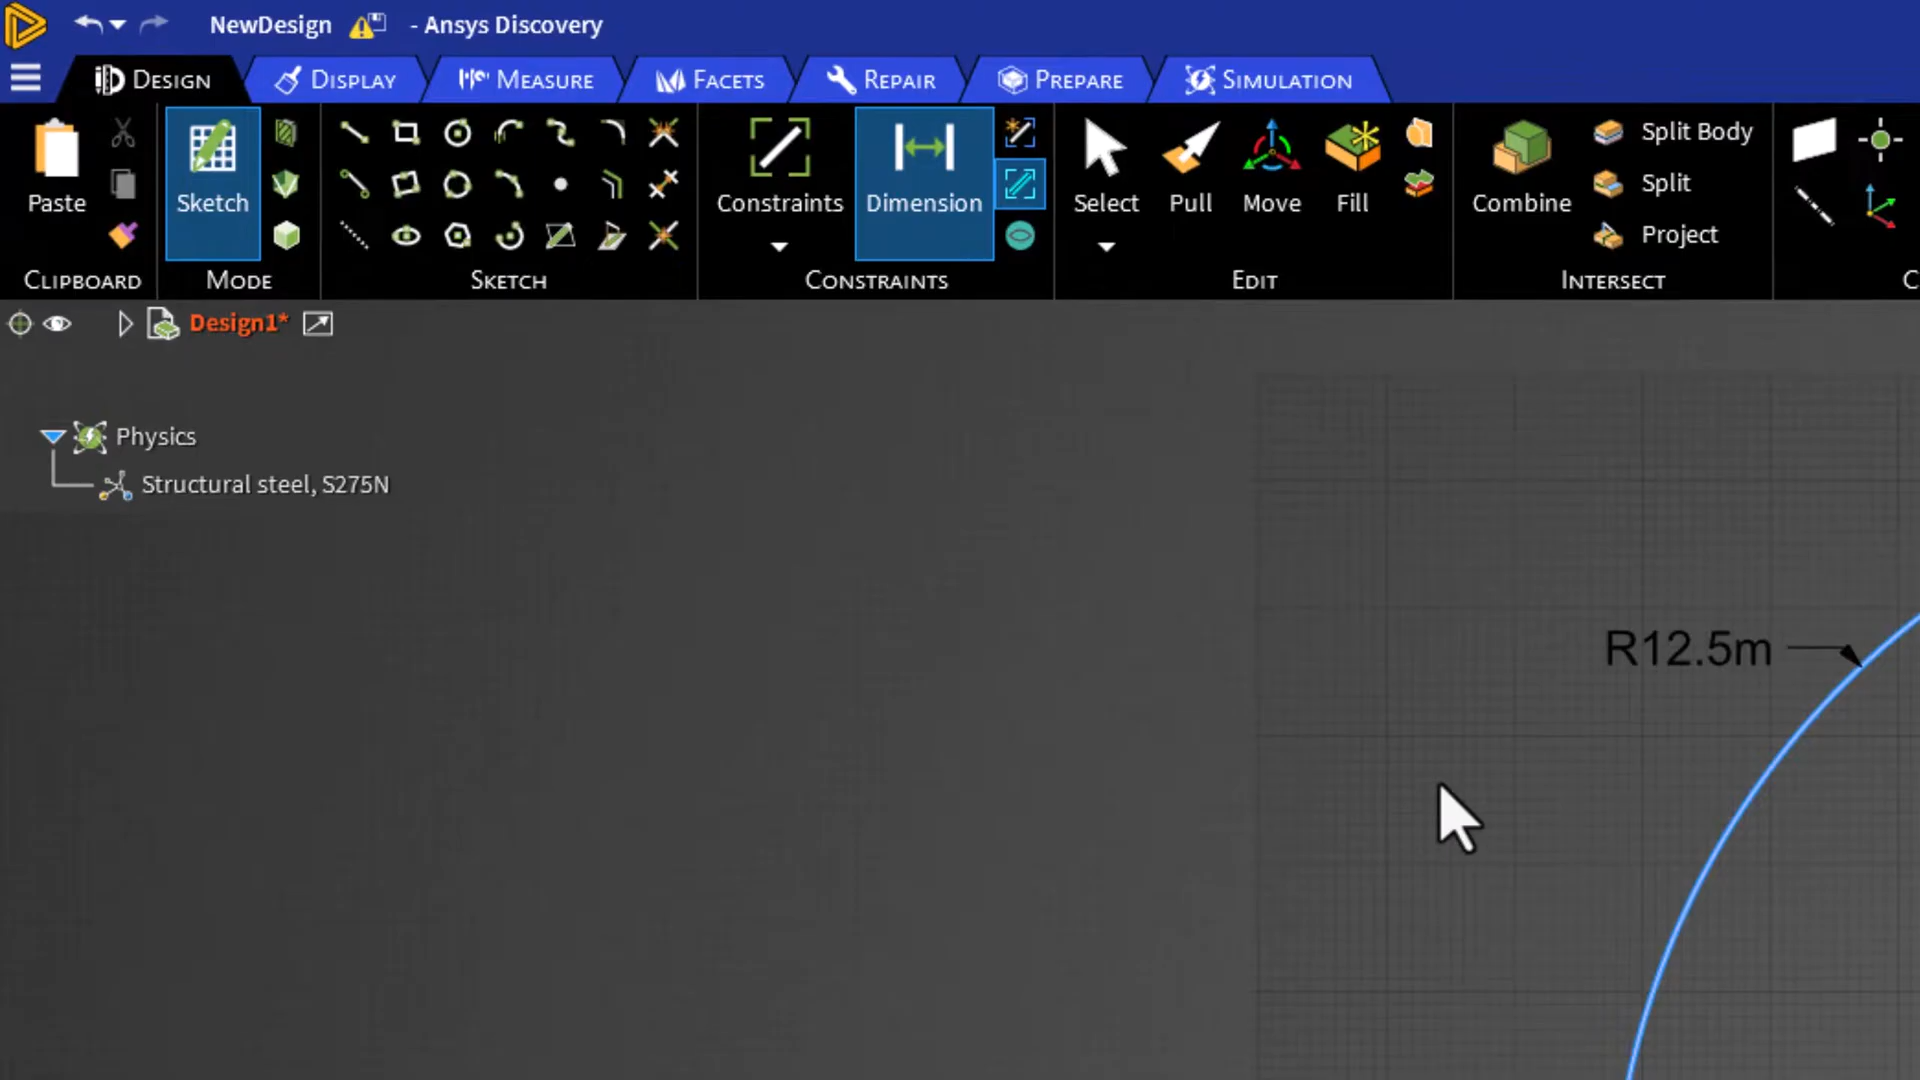 NewDesign - Ansys Discovery
DESIGN DISPLAY MEASURE FACETS REPAIR PREPARE SIMULATION
Paste Sketch Constraints Dimension Select Pull Move Fill Combine Split Body
Split
Project
CLIPBOARD MODE SKETCH CONSTRAINTS EDIT INTERSECT C
Design1*
Physics
Structural steel, S275N
R12.5m